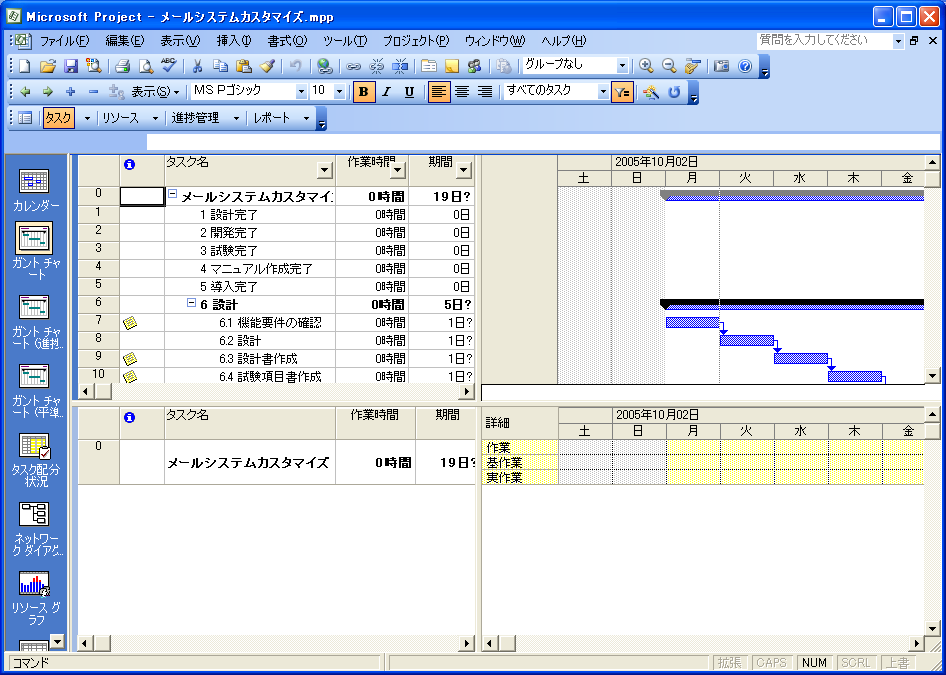 Microsoft Project - メールシステムカスタマイズ.mpp
ファイル(F) 編集(E) 表示(V) 挿入(I) 書式(O) ツール(T) プロジェクト(P) ウィンドウ(W) ヘルプ(H) 質問を入力してください
グループなし
表示(S) MS Pゴシック 10 B I U すべてのタスク
タスク リソース 進捗管理 レポート
カレンダー
ガント チャ
ート
ガント チャ
ート (進捗..
ガント チャ
ート (平準..
タスク配分
状況
ネットワー
ク ダイアグ..
リソース グ
ラフ
タスク名 作業時間 期間 2005年10月02日
土 日 月 火 水 木 金
0 メールシステムカスタマイズ 0時間 19日?
1 1 設計完了 0時間 0日
2 2 開発完了 0時間 0日
3 3 試験完了 0時間 0日
4 4 マニュアル作成完了 0時間 0日
5 5 導入完了 0時間 0日
6 6 設計 0時間 5日?
7 6.1 機能要件の確認 0時間 1日?
8 6.2 設計 0時間 1日?
9 6.3 設計書作成 0時間 1日?
10 6.4 試験項目書作成 0時間 1日?
タスク名 作業時間 期間 詳細 2005年10月02日
土 日 月 火 水 木 金
0 メールシステムカスタマイズ 0時間 19日?
作業
基作業
実作業
コマンド 拡張 CAPS NUM SCRL 上書